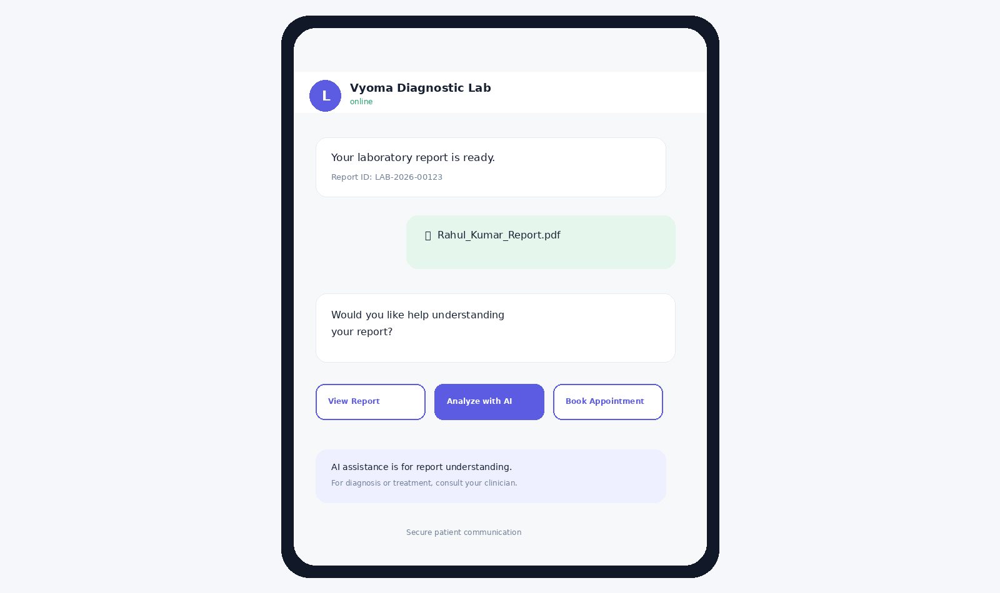 L
Vyoma Diagnostic Lab
online
Your laboratory report is ready.
Report ID: LAB-2026-00123
Rahul_Kumar_Report.pdf
Would you like help understanding
your report?
View Report
Analyze with AI
Book Appointment
AI assistance is for report understanding.
For diagnosis or treatment, consult your clinician.
Secure patient communication